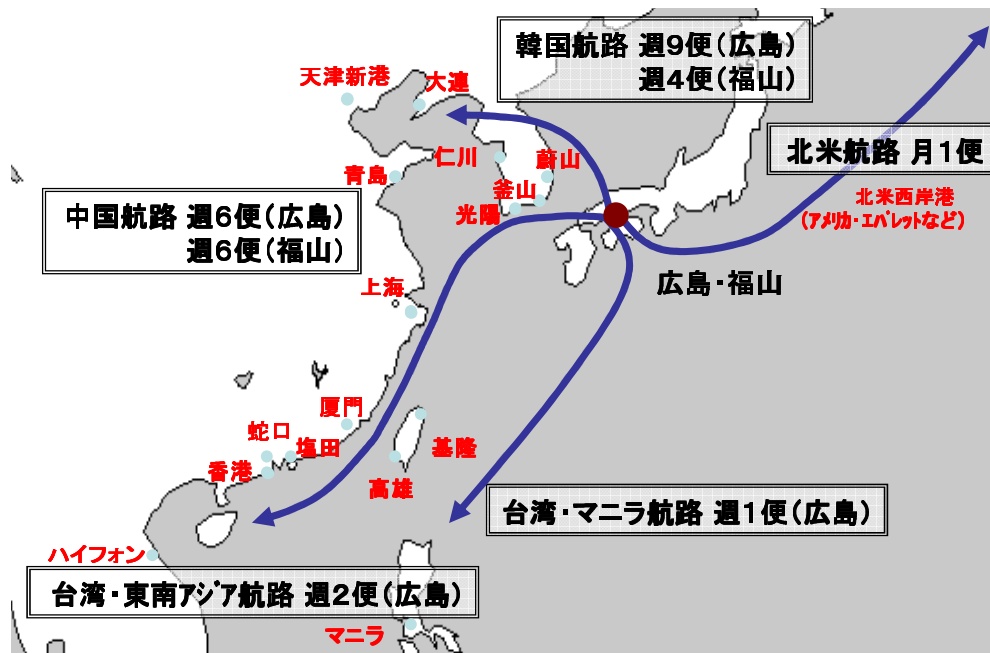 韓国航路 週9便(広島)
週4便(福山)
天津新港
大連
北米航路 月1便
仁川
蔚山
青島
釜山
光陽
北米西岸港
(アメリカ・エバレットなど)
中国航路 週6便(広島)
週6便(福山)
広島・福山
上海
厦門
蛇口
塩田
基隆
香港
高雄
台湾・マニラ航路 週1便(広島)
ハイフォン
台湾・東南アジア航路 週2便(広島)
マニラ